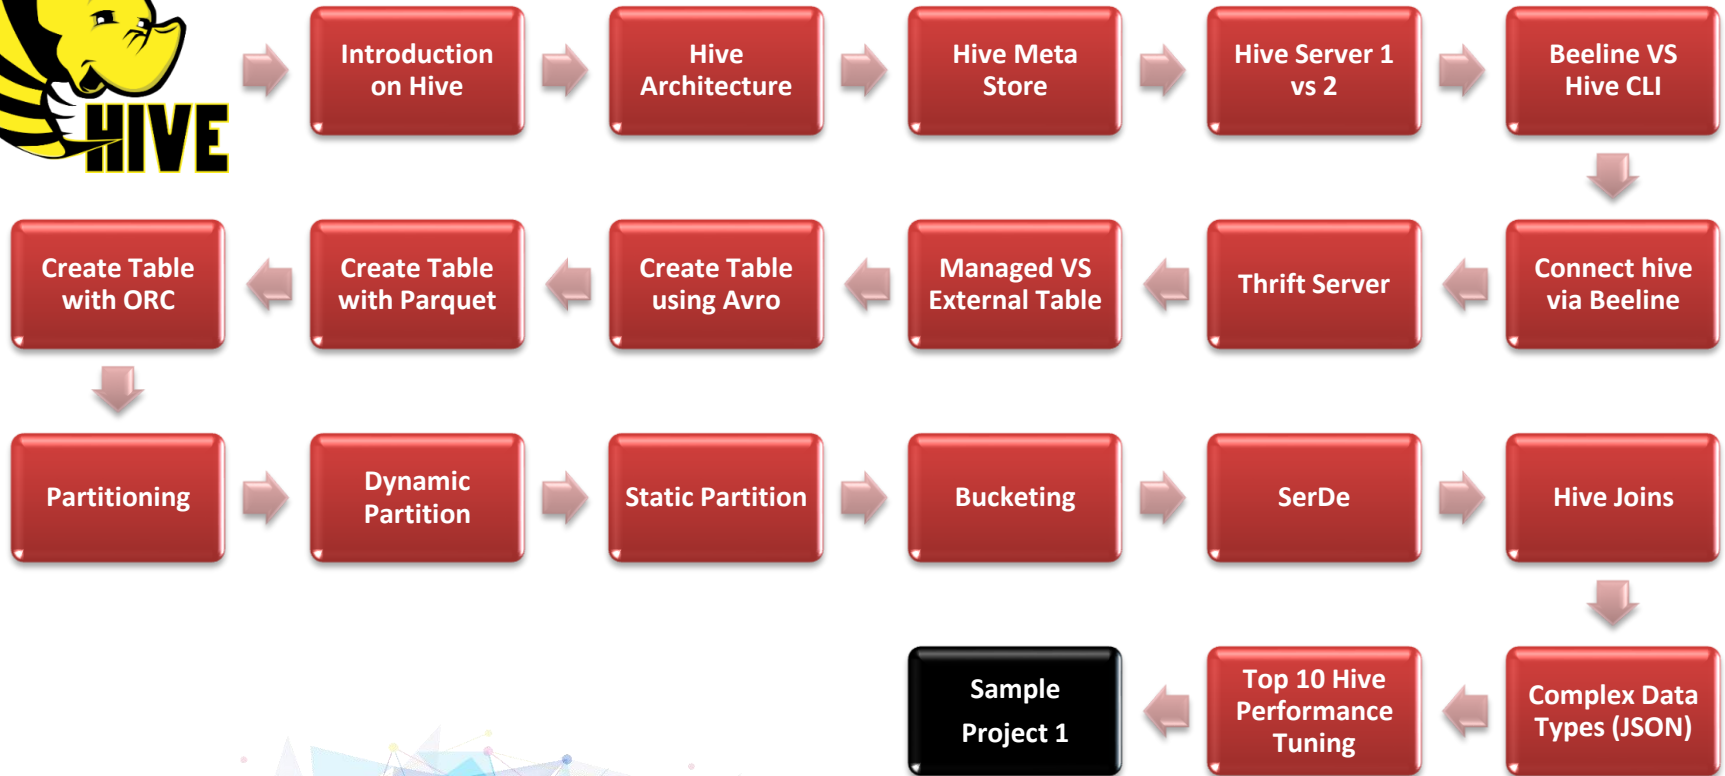 HIVE
Introduction
on Hive
Hive
Architecture
Hive Meta
Store
Hive Server 1
vs 2
Beeline VS
Hive CLI
Connect hive
via Beeline
Thrift Server
Managed VS
External Table
Create Table
using Avro
Create Table
with Parquet
Create Table
with ORC
Partitioning
Dynamic
Partition
Static Partition
Bucketing
SerDe
Hive Joins
Complex Data
Types (JSON)
Top 10 Hive
Performance
Tuning
Sample
Project 1